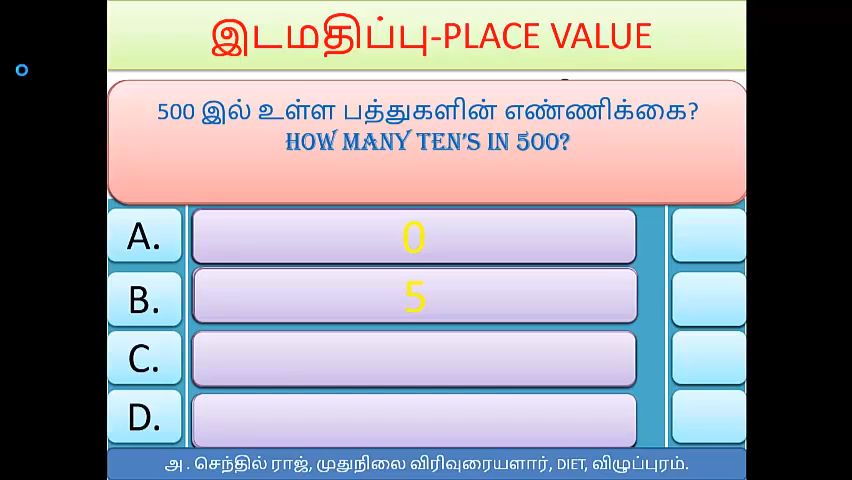 இடமதிப்பு-PLACE VALUE
500 இல் உள்ள பத்துகளின் எண்ணிக்கை?
HOW MANY TEN'S IN 500?
A. 0
B. 5
C.
D.
அ . செந்தில் ராஜ், முதுநிலை விரிவுரையாளர், DIET, விழுப்புரம்.